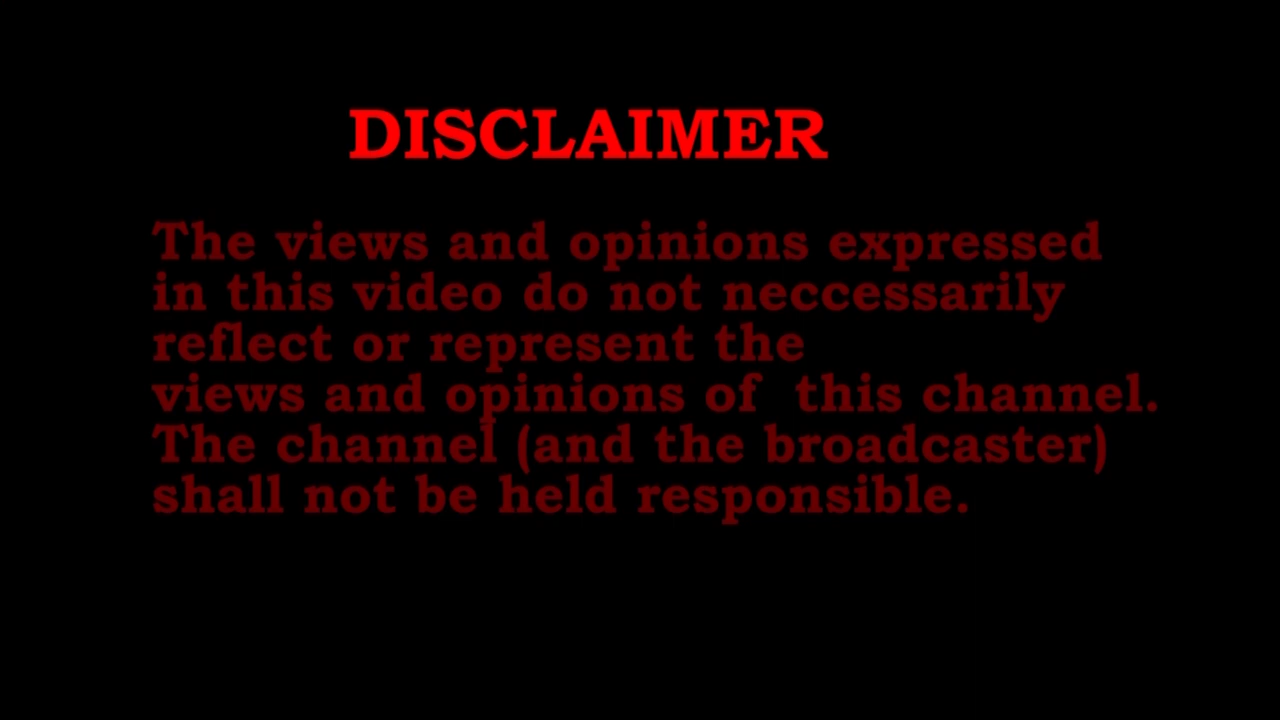 DISCLAIMER
The views and opinions expressed
in this video do not neccessarily
reflect or represent the
views and opinions of  this channel.
The channel (and the broadcaster)
shall not be held responsible.